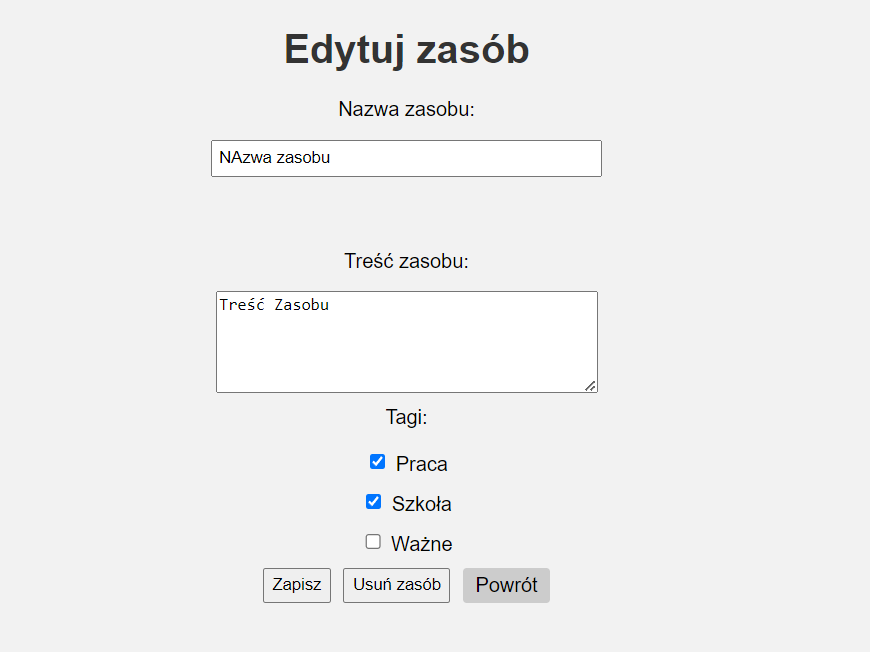 Edytuj zasób
Nazwa zasobu:
NAzwa zasobu
Treść zasobu:
Treść Zasobu
Tagi:
Praca
Szkoła
Ważne
Zapisz Usuń zasób Powrót